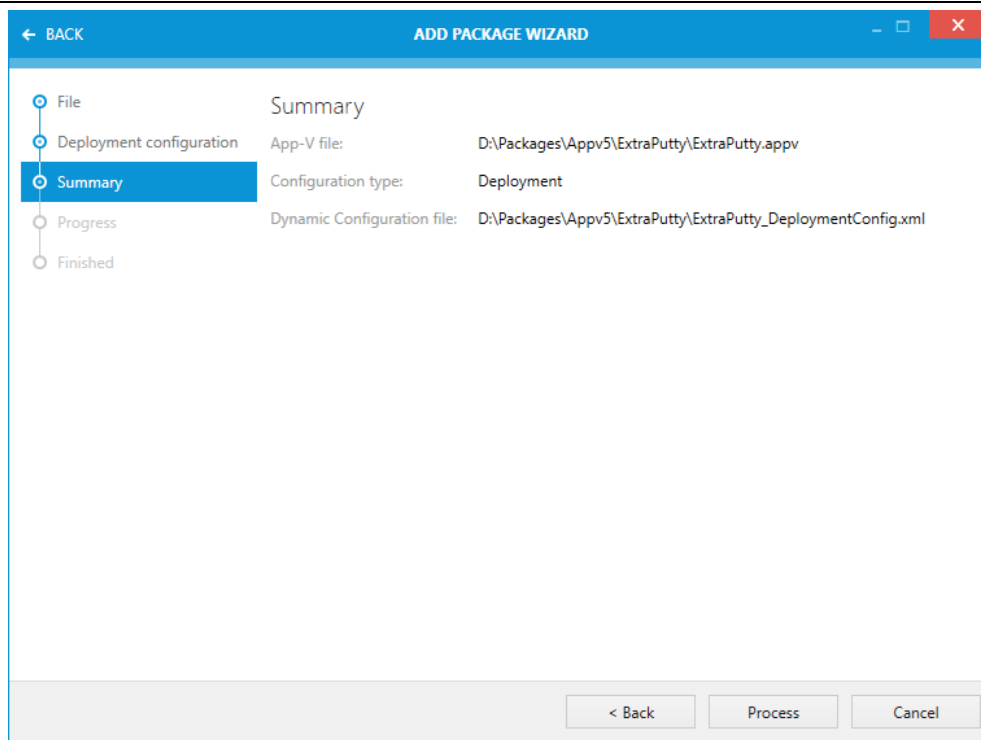 ← BACK
ADD PACKAGE WIZARD
File
Deployment configuration
Summary
Progress
Finished
Summary
App-V file: D:\Packages\Appv5\ExtraPutty\ExtraPutty.appv
Configuration type: Deployment
Dynamic Configuration file: D:\Packages\Appv5\ExtraPutty\ExtraPutty_DeploymentConfig.xml
< Back
Process
Cancel